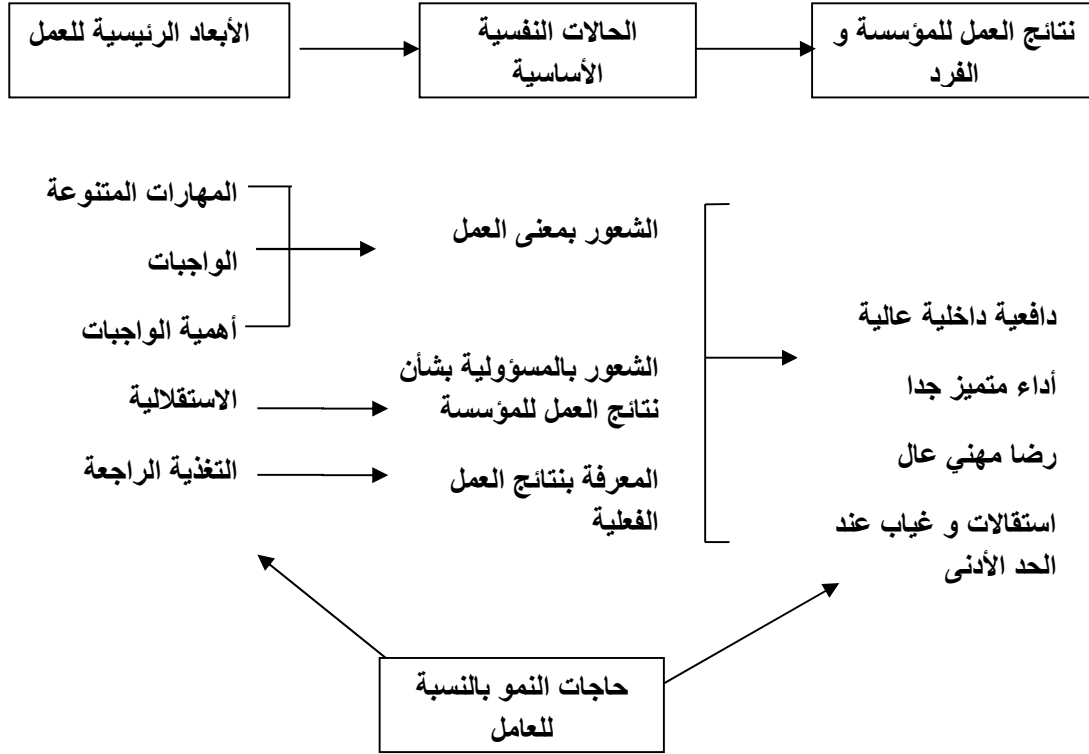 الأبعاد الرئيسية للعمل
الحالات النفسية
الأساسية
نتائج العمل للمؤسسة و
الفرد
المهارات المتنوعة
الواجبات
أهمية الواجبات
الاستقلالية
التغذية الراجعة
الشعور بمعنى العمل
الشعور بالمسؤولية بشأن
نتائج العمل للمؤسسة
المعرفة بنتائج العمل
الفعلية
دافعية داخلية عالية
أداء متميز جدا
رضا مهني عال
استقالات و غياب عند
الحد الأدنى
حاجات النمو بالنسبة
للعامل